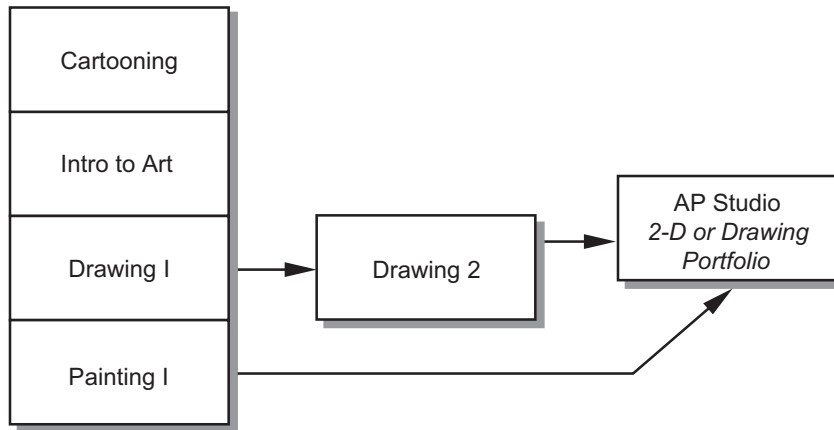 Cartooning
Intro to Art
Drawing I
Painting I
Drawing 2
AP Studio
2-D or Drawing
Portfolio